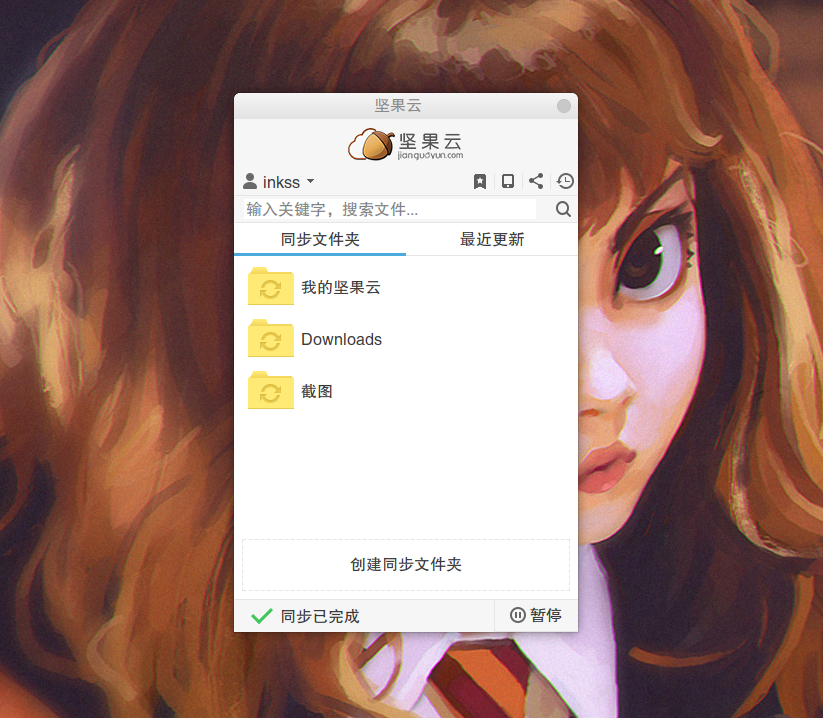 坚果云
坚果云
jianguoyun.com
inkss
输入关键字，搜索文件...
同步文件夹 最近更新
我的坚果云
Downloads
截图
创建同步文件夹
同步已完成 暂停